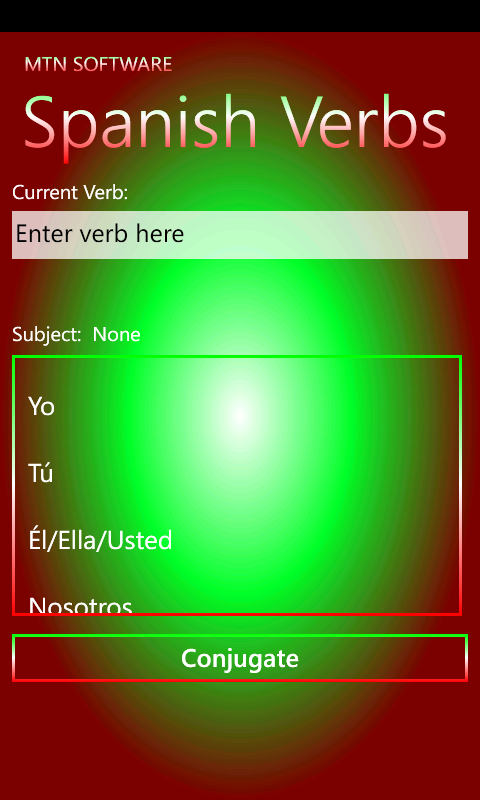 MTN SOFTWARE
Spanish Verbs
Current Verb:
Enter verb here
Subject: None
Yo
Tú
Él/Ella/Usted
Nosotros
Conjugate